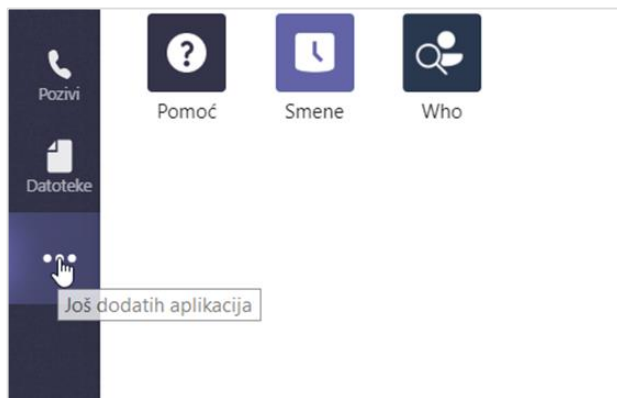 Pozivi
Datoteke
Pomoć
Smene
Who
Još dodatih aplikacija